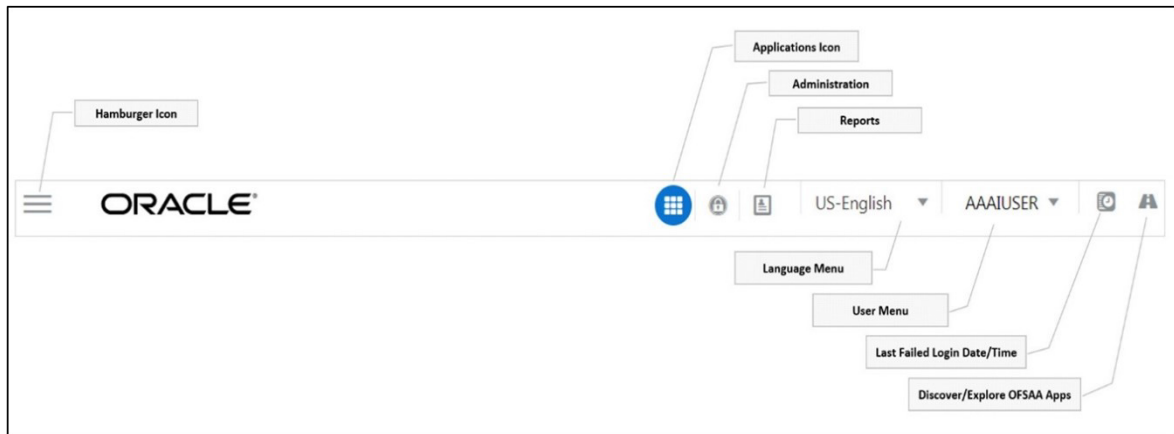 Applications Icon
Administration
Hamburger Icon
Reports
ORACLE®
US-English
AAAIUSER
Language Menu
User Menu
Last Failed Login Date/Time
Discover/Explore OFSAA Apps